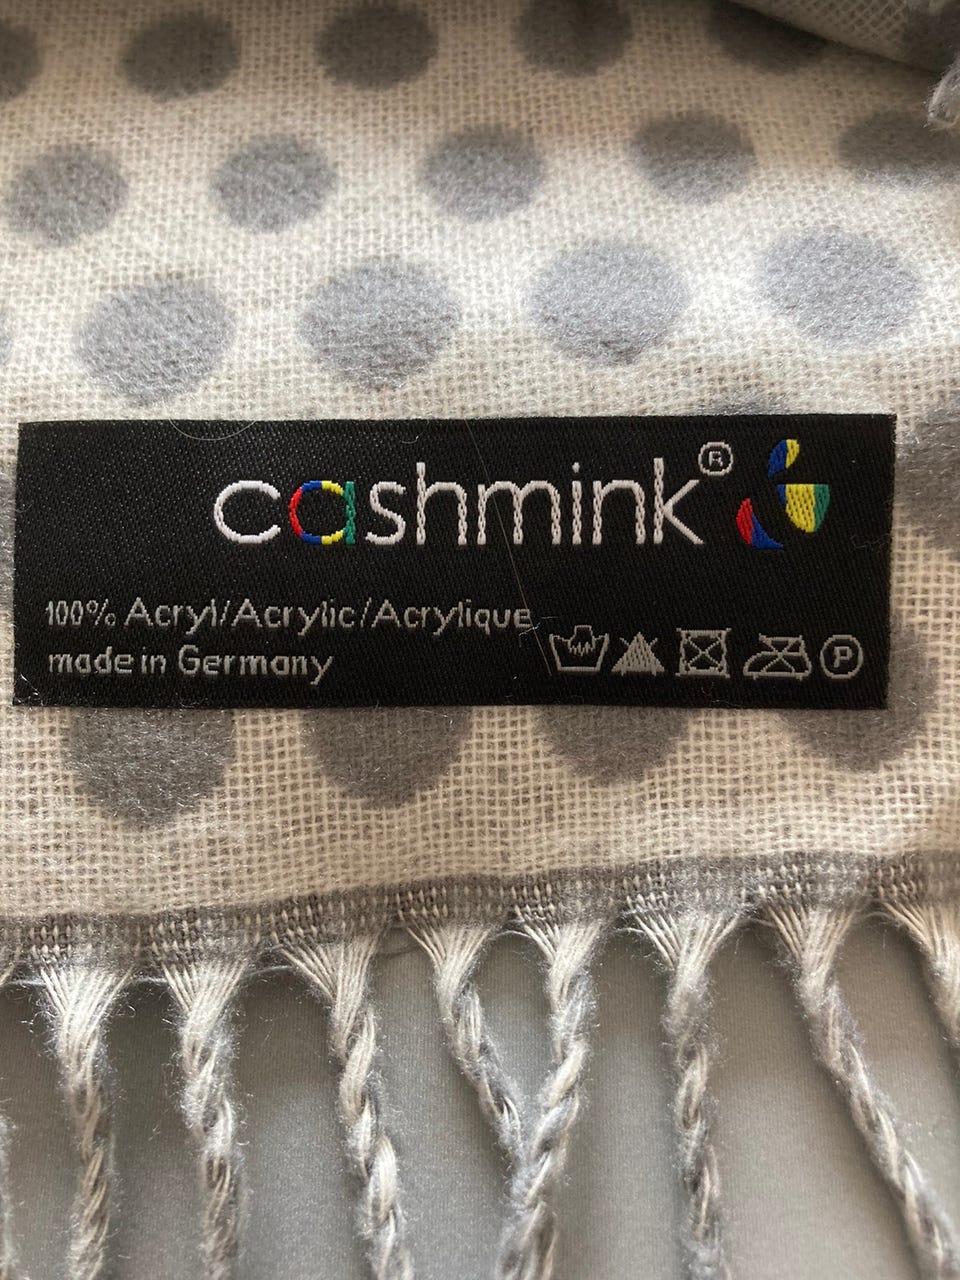 cashmink®
100% Acryl/Acrylic/Acrylique
made in Germany
P